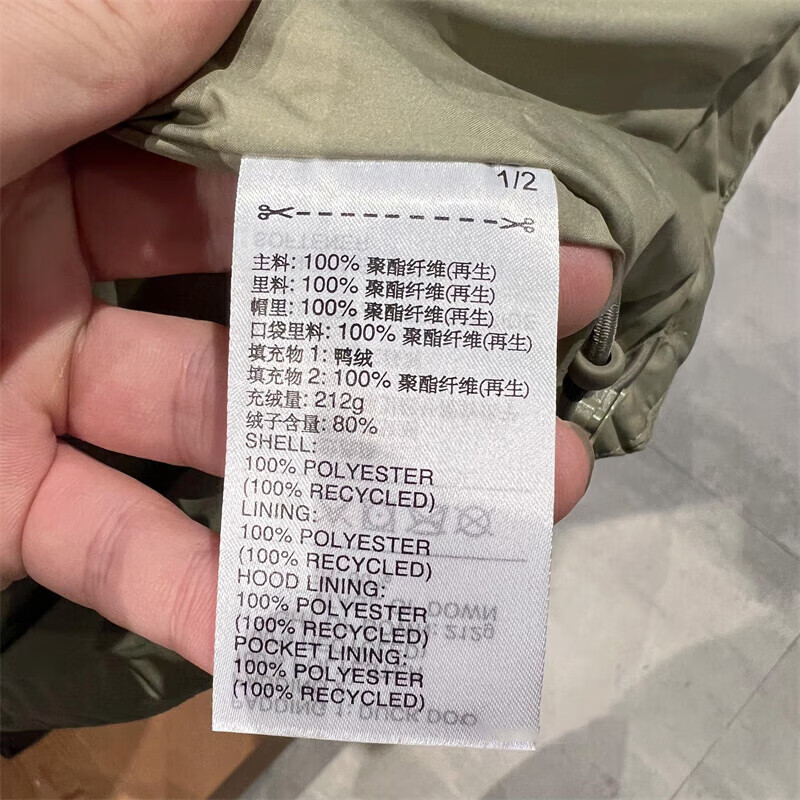 1/2
主料: 100% 聚酯纤维(再生)
里料: 100% 聚酯纤维(再生)
帽里: 100% 聚酯纤维(再生)
口袋里料: 100% 聚酯纤维(再生)
填充物 1: 鸭绒
填充物 2: 100% 聚酯纤维(再生)
充绒量: 212g
绒子含量: 80%
SHELL:
100% POLYESTER
(100% RECYCLED)
LINING:
100% POLYESTER
(100% RECYCLED)
HOOD LINING:
100% POLYESTER
(100% RECYCLED)
POCKET LINING:
100% POLYESTER
(100% RECYCLED)